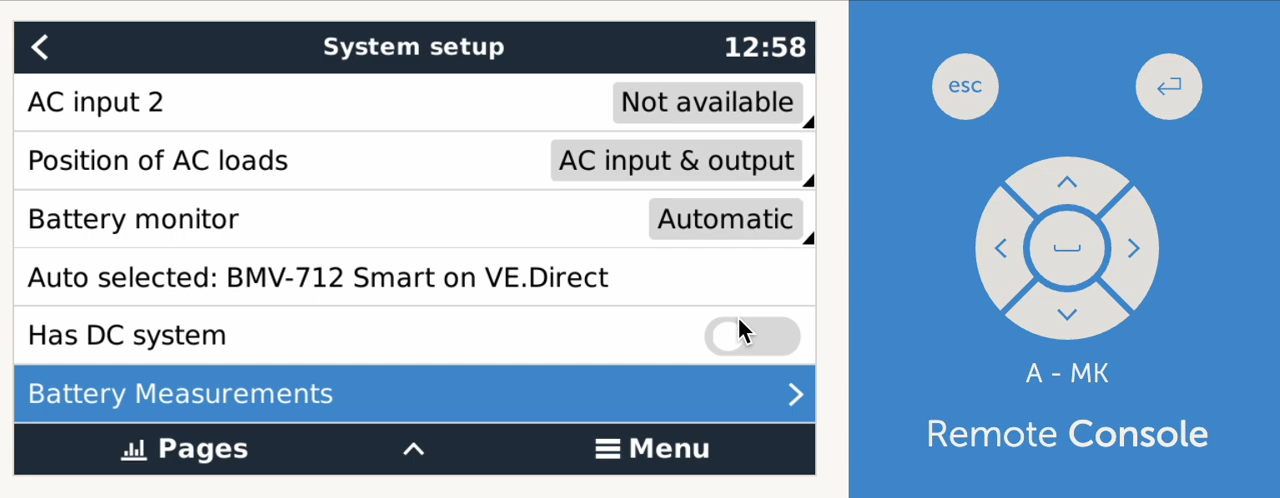 System setup 12:58
AC input 2 Not available
Position of AC loads AC input & output
Battery monitor Automatic
Auto selected: BMV-712 Smart on VE.Direct
Has DC system
Battery Measurements
Pages Menu
esc
A - MK
Remote Console